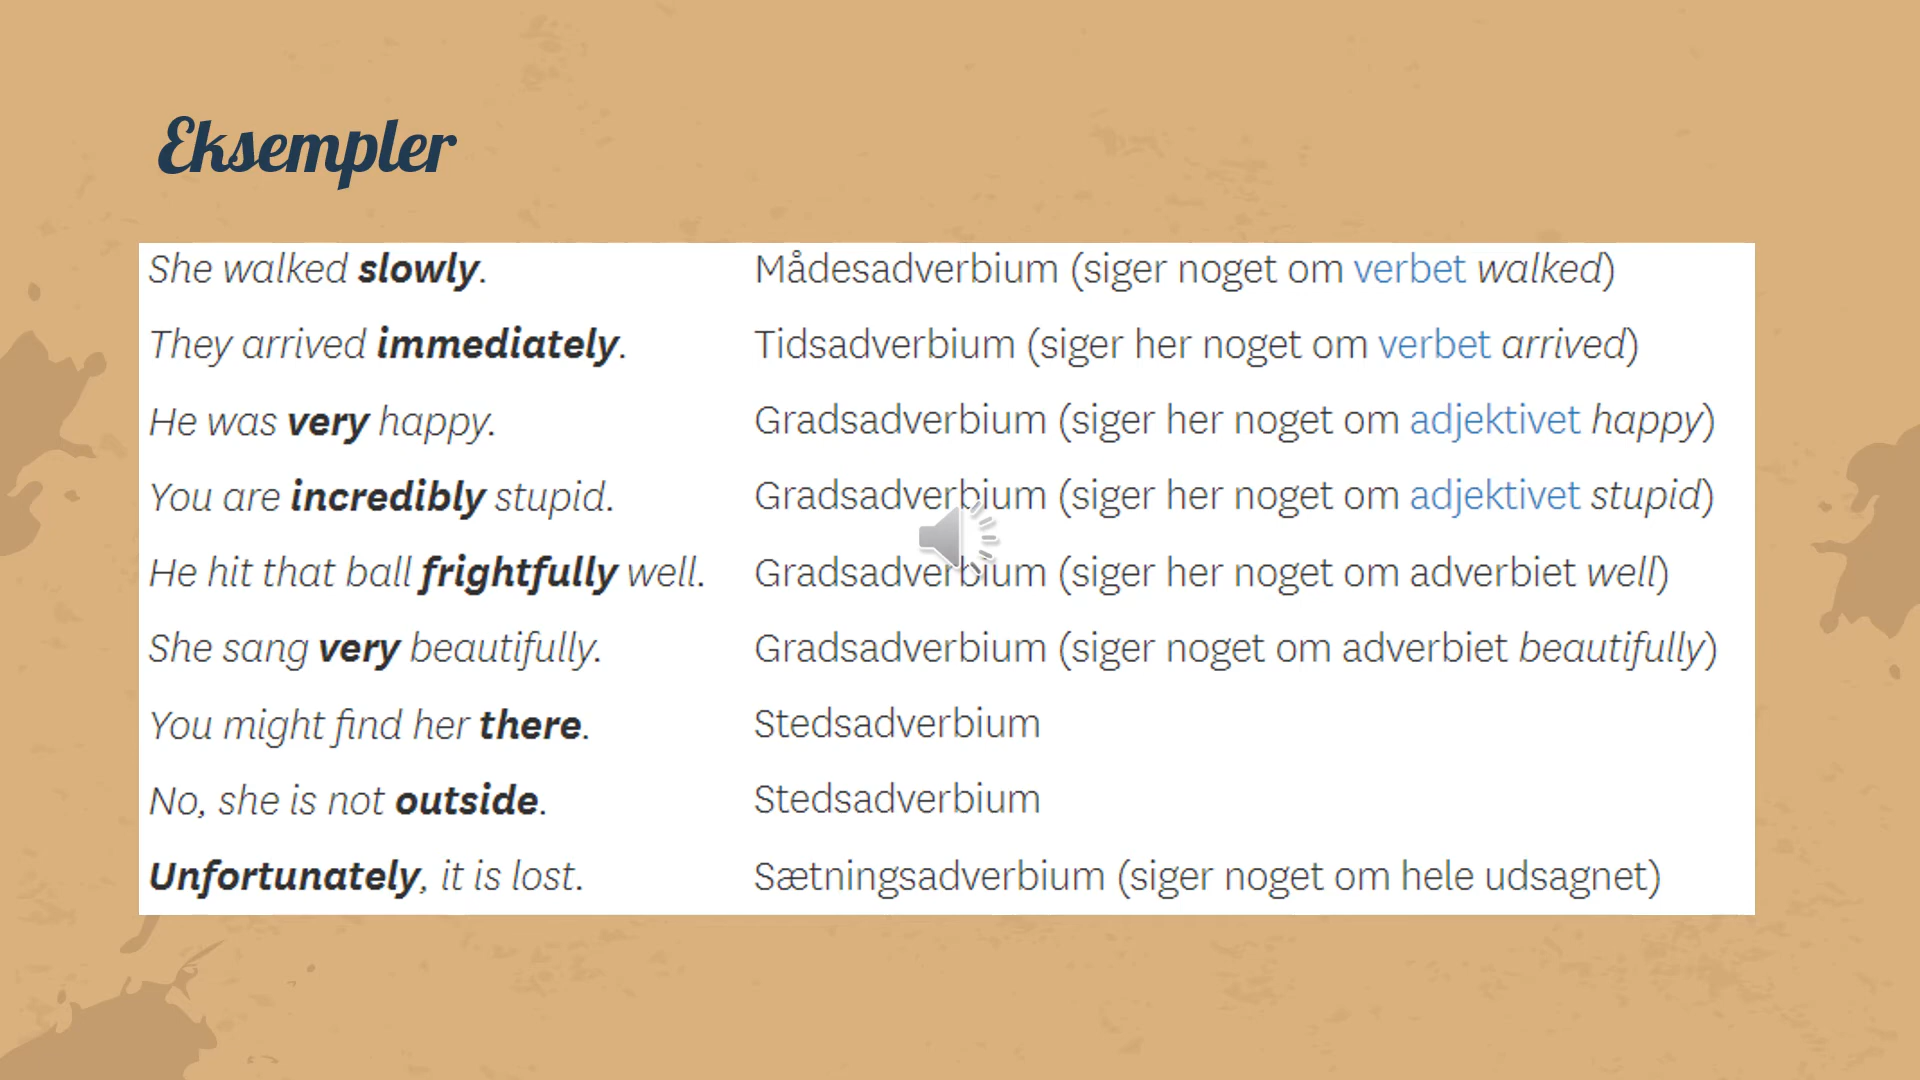 Eksempler
She walked slowly. Mådesadverbium (siger noget om verbet walked)
They arrived immediately. Tidsadverbium (siger her noget om verbet arrived)
He was very happy. Gradsadverbium (siger her noget om adjektivet happy)
You are incredibly stupid. Gradsadverbium (siger her noget om adjektivet stupid)
He hit that ball frightfully well. Gradsadverbium (siger her noget om adverbiet well)
She sang very beautifully. Gradsadverbium (siger noget om adverbiet beautifully)
You might find her there. Stedsadverbium
No, she is not outside. Stedsadverbium
Unfortunately, it is lost. Sætningsadverbium (siger noget om hele udsagnet)